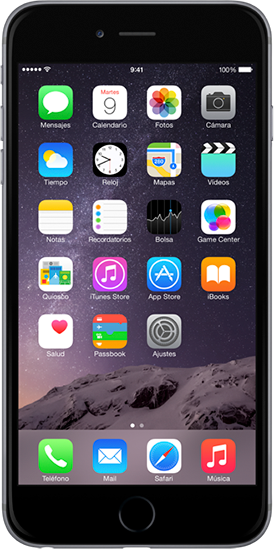 9:41 100%
Mensajes Calendario Fotos Cámara
Martes
9
Tiempo Reloj Mapas Vídeos
280
Notas Recordatorios Bolsa Game Center
Quiosco iTunes Store App Store iBooks
Salud Passbook Ajustes
Teléfono Mail Safari Música